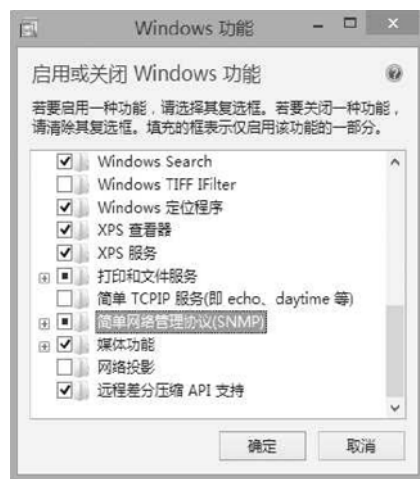 Windows 功能
启用或关闭 Windows 功能
若要启用一种功能，请选择其复选框。若要关闭一种功能，
请清除其复选框。填充的框表示仅启用该功能的一部分。
Windows Search
Windows TIFF IFilter
Windows 定位程序
XPS 查看器
XPS 服务
打印和文件服务
简单 TCPIP 服务(即 echo、daytime 等)
简单网络管理协议(SNMP)
媒体功能
网络投影
远程差分压缩 API 支持
确定 取消